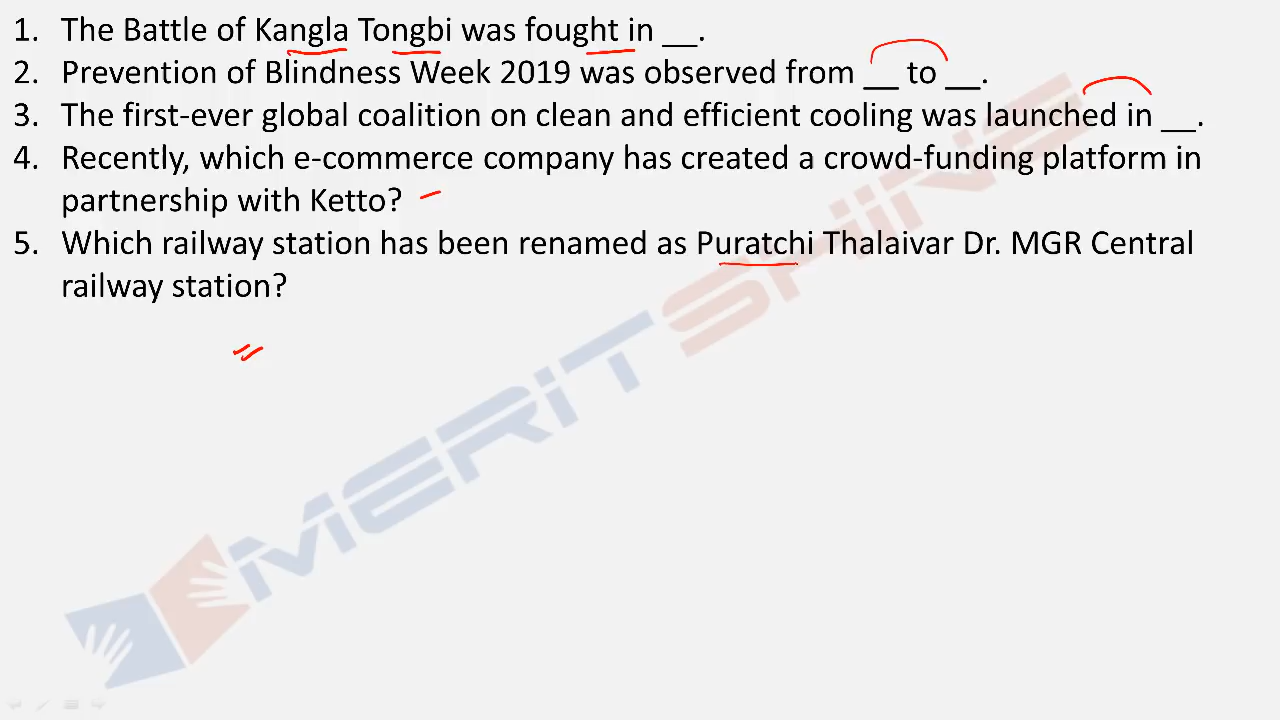 1. The Battle of Kangla Tongbi was fought in __.
2. Prevention of Blindness Week 2019 was observed from __ to __.
3. The first-ever global coalition on clean and efficient cooling was launched in __.
4. Recently, which e-commerce company has created a crowd-funding platform in
partnership with Ketto?
5. Which railway station has been renamed as Puratchi Thalaivar Dr. MGR Central
railway station?
MERiTSHiNE